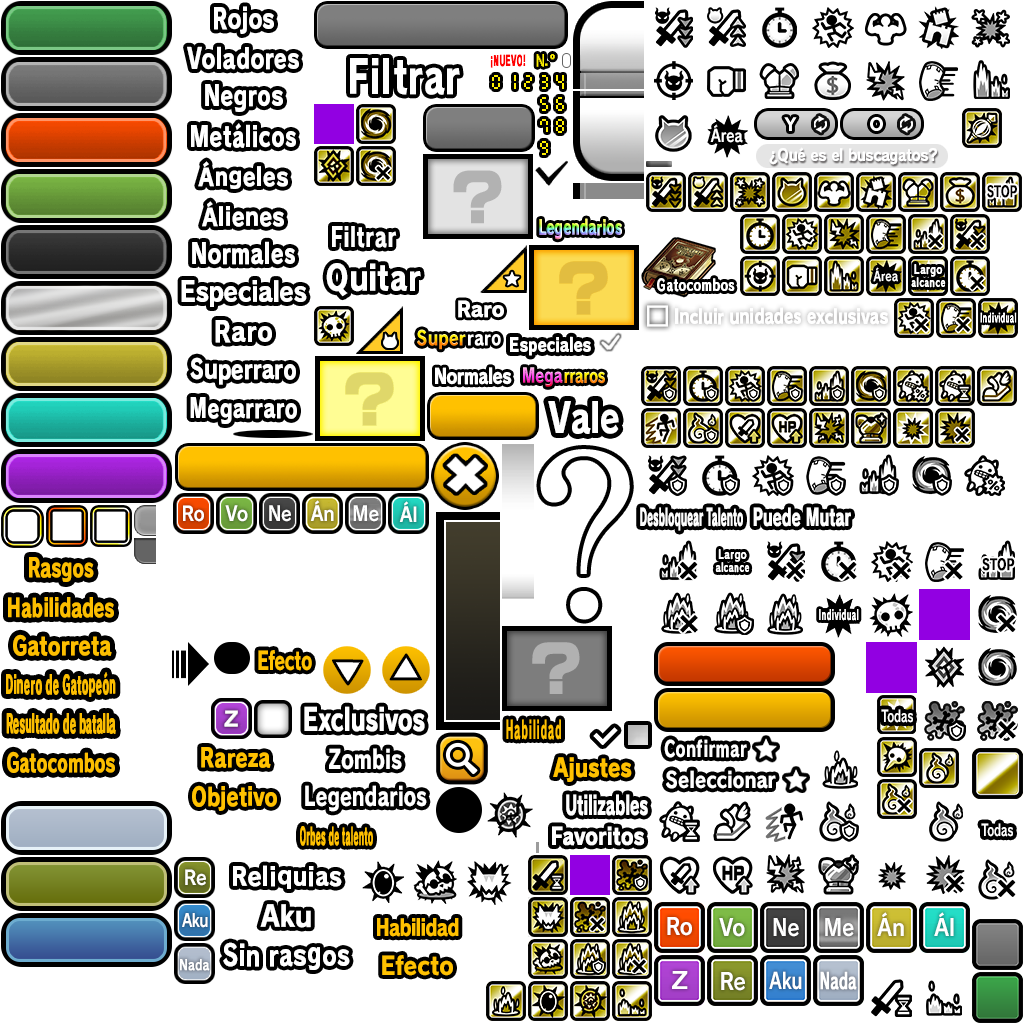 Rojos
Voladores
Negros
Metálicos
Ángeles
Álienes
Normales
Especiales
Raro
Superraro
Megarraro
Filtrar
¡NUEVO! N.º
0 1 2 3 4
5 6
7 8
9
Filtrar
Quitar
?
Legendarios
?
Raro
Superraro
Especiales
Normales
Megarraros
?
Vale
Ro Vo Ne Án Me Ál
?
?
Y
O
Área
¿Qué es el buscagatos?
$
STOP
Gatocombos
Área
Largo alcance
Incluir unidades exclusivas
Individual
HP
Desbloquear Talento
Puede Mutar
Largo alcance
STOP
Individual
Rasgos
Habilidades
Gatorreta
Dinero de Gatopeón
Resultado de batalla
Gatocombos
Efecto
Z
Exclusivos
Rareza
Zombis
Objetivo
Legendarios
Orbes de talento
Habilidad
Ajustes
Utilizables
Favoritos
Confirmar
Seleccionar
Todas
Todas
HP
Re
Aku
Nada
Reliquias
Aku
Sin rasgos
Habilidad
Efecto
Ro Vo Ne Me Án Ál
Z Re Aku Nada